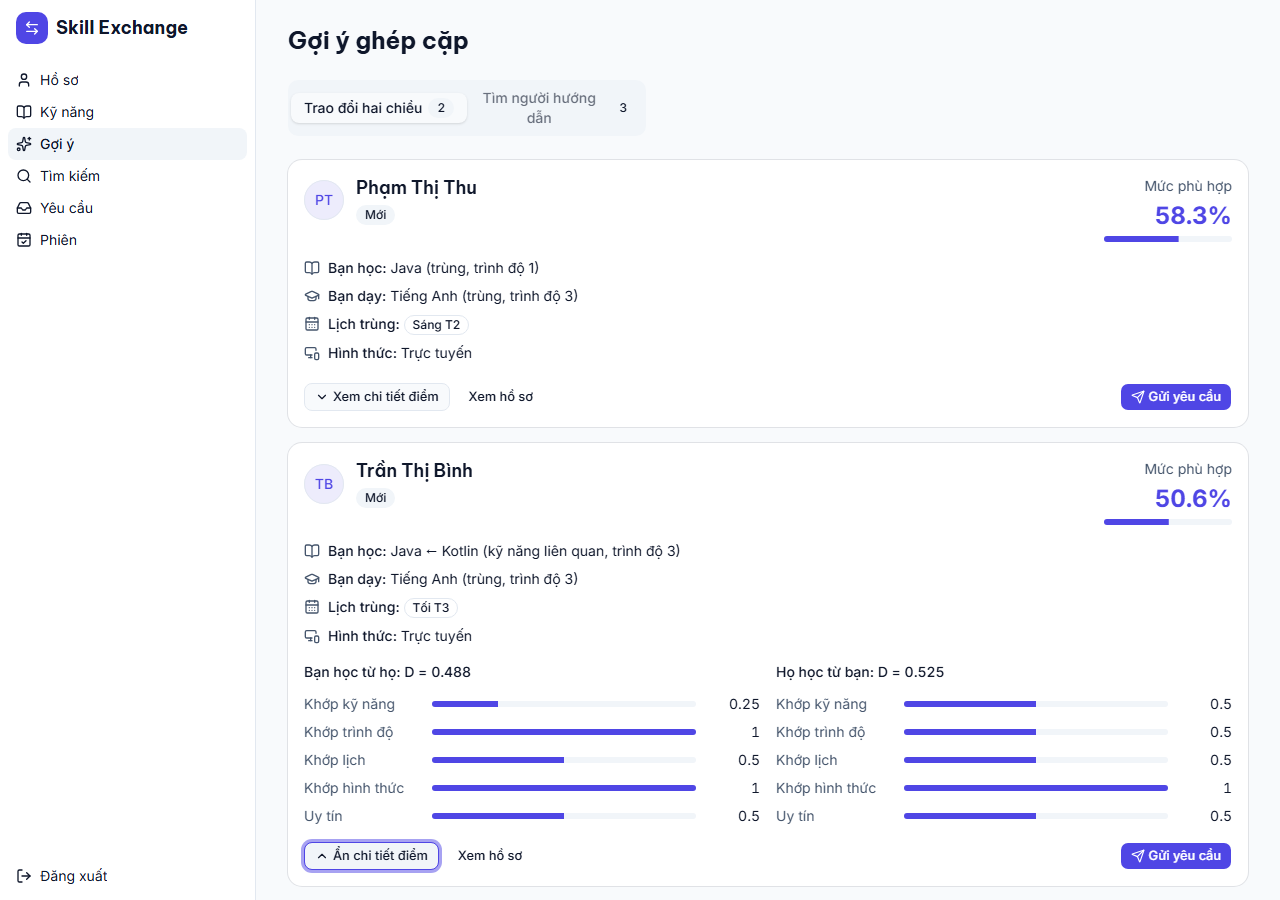 Skill Exchange
Hồ sơ
Kỹ năng
Gợi ý
Tìm kiếm
Yêu cầu
Phiên
Đăng xuất
Gợi ý ghép cặp
Trao đổi hai chiều 2
Tìm người hướng dẫn 3
PT
Phạm Thị Thu
Mới
Mức phù hợp
58.3%
Bạn học: Java (trùng, trình độ 1)
Bạn dạy: Tiếng Anh (trùng, trình độ 3)
Lịch trùng: Sáng T2
Hình thức: Trực tuyến
Xem chi tiết điểm
Xem hồ sơ
Gửi yêu cầu
TB
Trần Thị Bình
Mới
Mức phù hợp
50.6%
Bạn học: Java ← Kotlin (kỹ năng liên quan, trình độ 3)
Bạn dạy: Tiếng Anh (trùng, trình độ 3)
Lịch trùng: Tối T3
Hình thức: Trực tuyến
Bạn học từ họ: D = 0.488
Khớp kỹ năng 0.25
Khớp trình độ 1
Khớp lịch 0.5
Khớp hình thức 1
Uy tín 0.5
Họ học từ bạn: D = 0.525
Khớp kỹ năng 0.5
Khớp trình độ 0.5
Khớp lịch 0.5
Khớp hình thức 1
Uy tín 0.5
Ẩn chi tiết điểm
Xem hồ sơ
Gửi yêu cầu